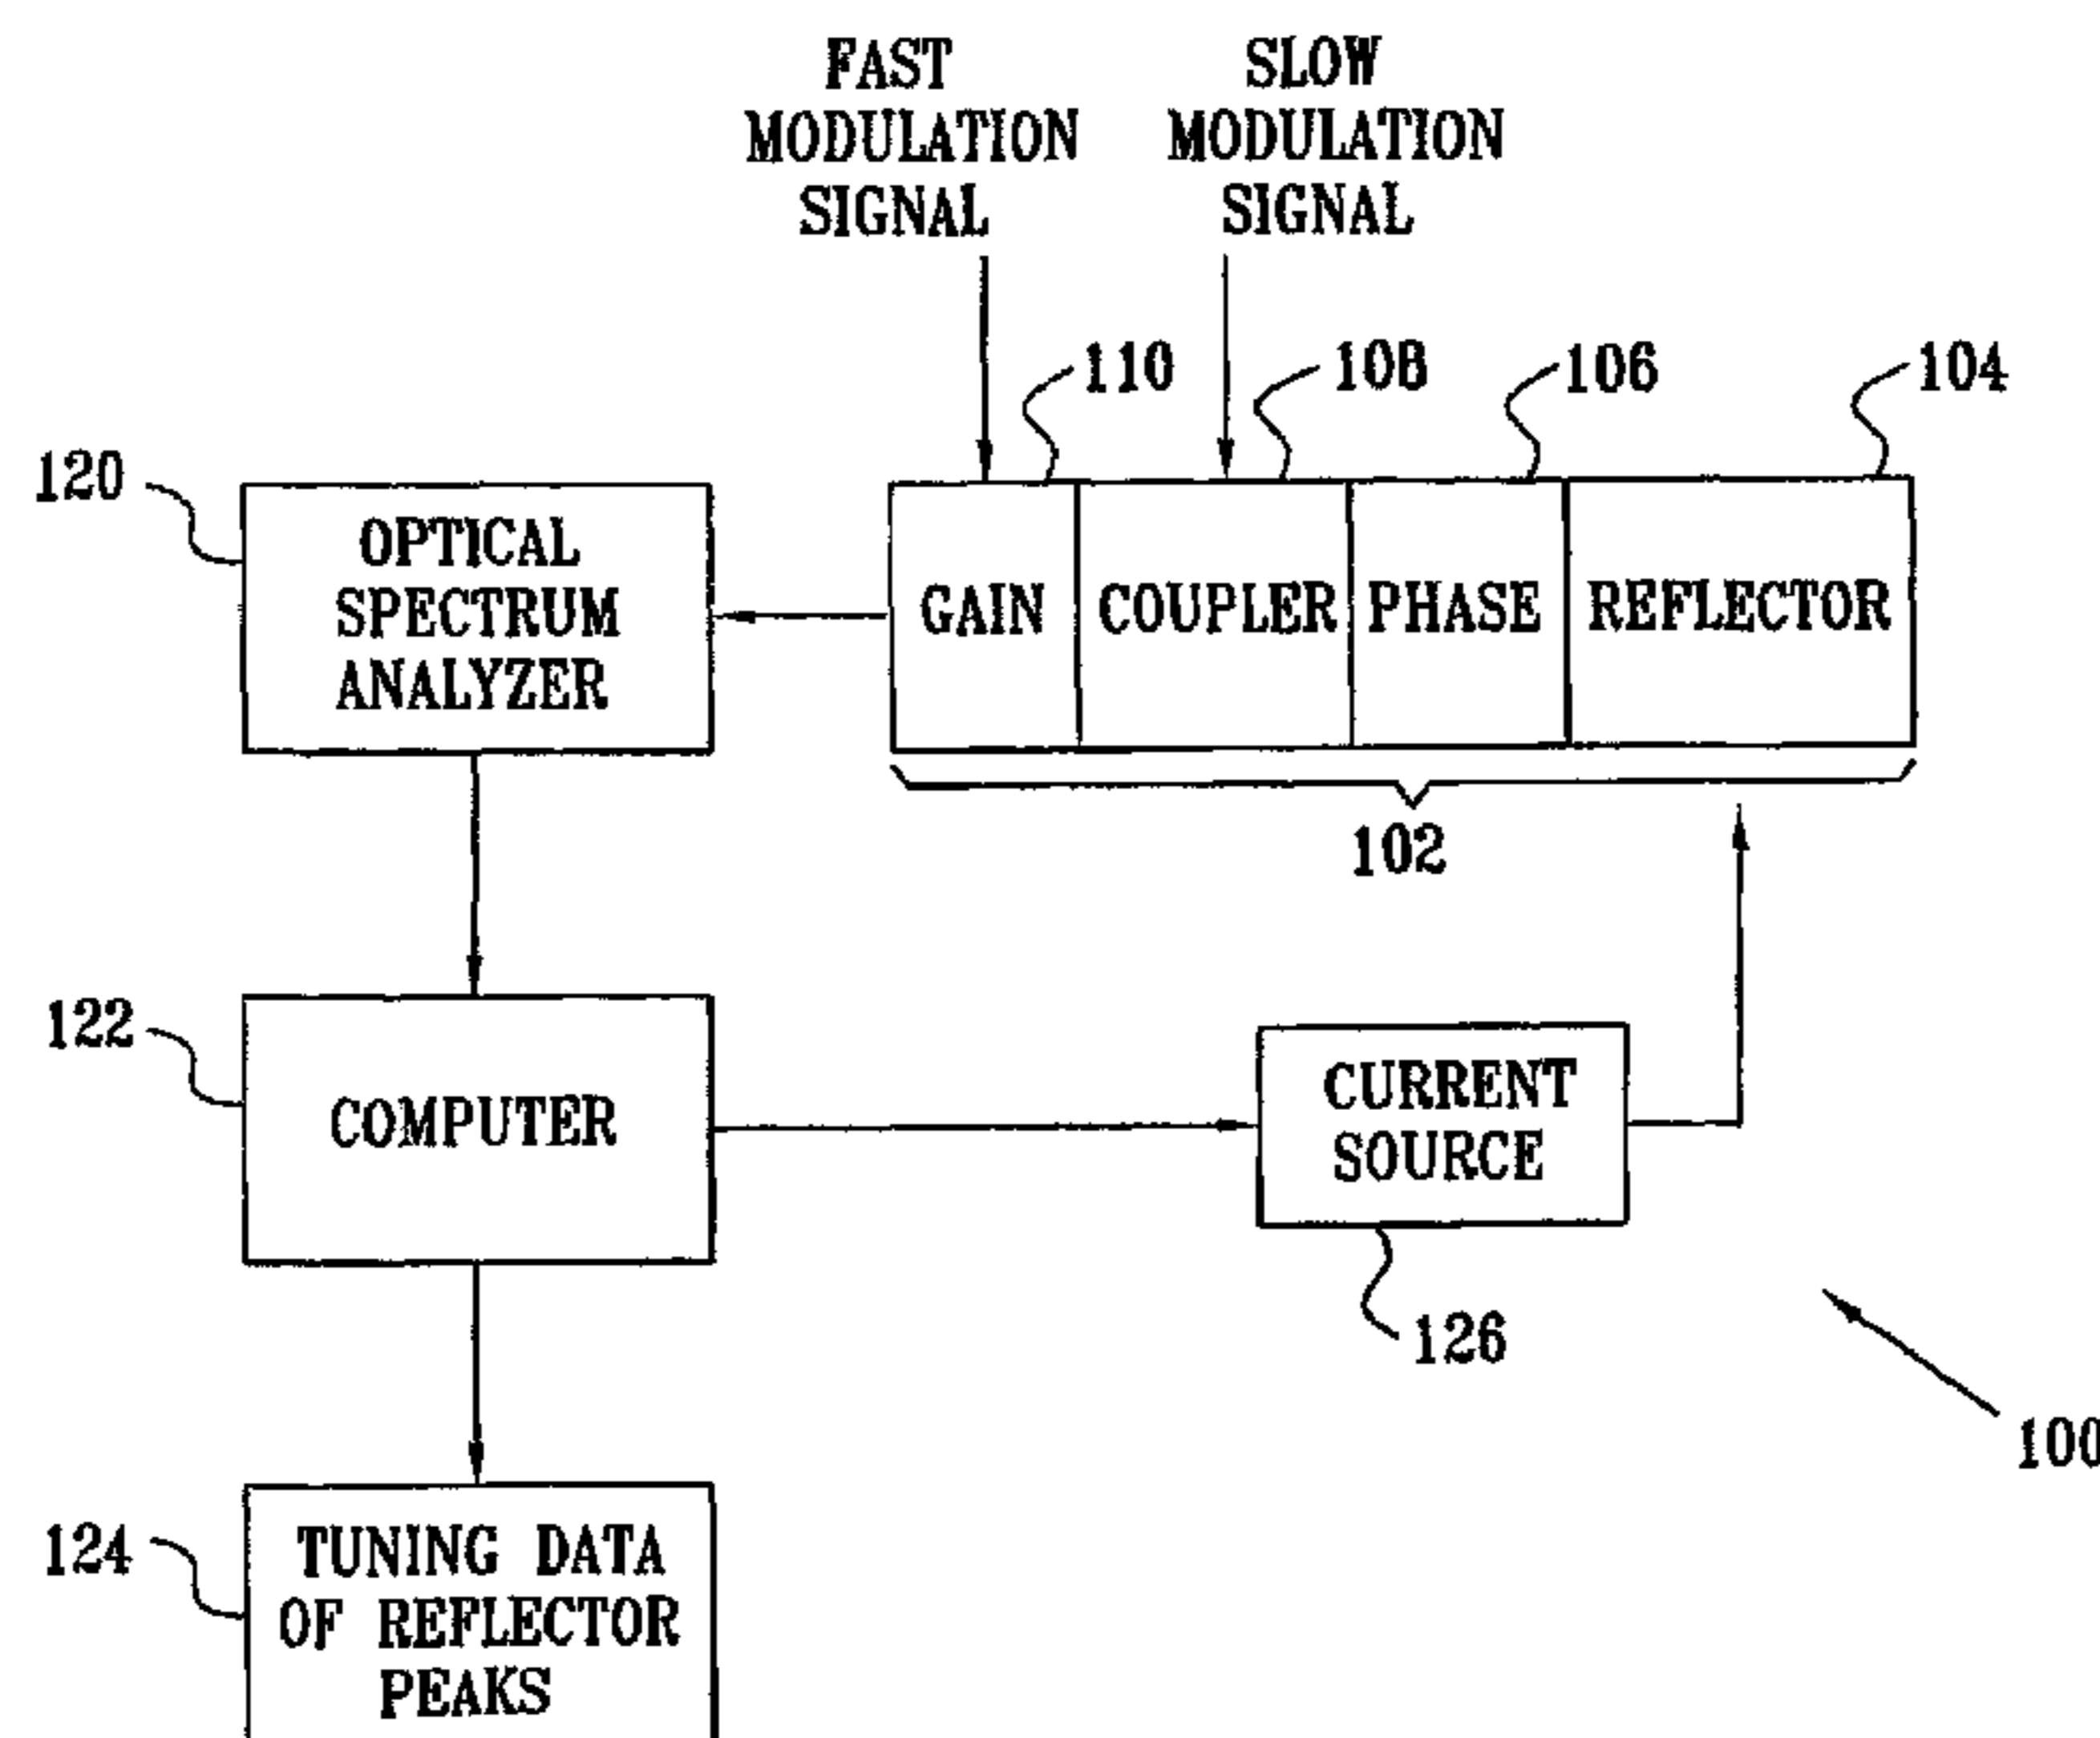 FAST
MODULATION
SIGNAL
SLOW
MODULATION
SIGNAL
110
108
106
104
120
OPTICAL
SPECTRUM
ANALYZER
GAIN
COUPLER
PHASE
REFLECTOR
102
122
COMPUTER
CURRENT
SOURCE
126
100
124
TUNING DATA
OF REFLECTOR
PEAKS